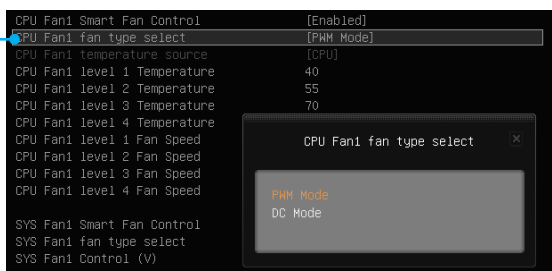 CPU Fan1 Smart Fan Control [Enabled]
CPU Fan1 fan type select [PWM Mode]
CPU Fan1 temperature source [CPU]
CPU Fan1 level 1 Temperature 40
CPU Fan1 level 2 Temperature 55
CPU Fan1 level 3 Temperature 70
CPU Fan1 level 4 Temperature
CPU Fan1 level 1 Fan Speed
CPU Fan1 level 2 Fan Speed
CPU Fan1 level 3 Fan Speed
CPU Fan1 level 4 Fan Speed
SYS Fan1 Smart Fan Control
SYS Fan1 fan type select
SYS Fan1 Control (V)
CPU Fan1 fan type select ×
PWM Mode
DC Mode